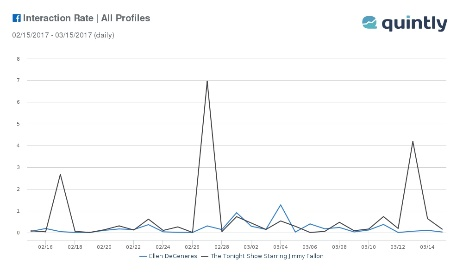 Interaction Rate | All Profiles
quintly
02/15/2017 - 03/15/2017 (daily)
8
7
6
5
4
3
2
1
0
02/16 02/18 02/20 02/22 02/24 02/26 02/28 03/02 03/04 03/06 03/08 03/10 03/12 03/14
Ellen DeGeneres The Tonight Show Starring Jimmy Fallon